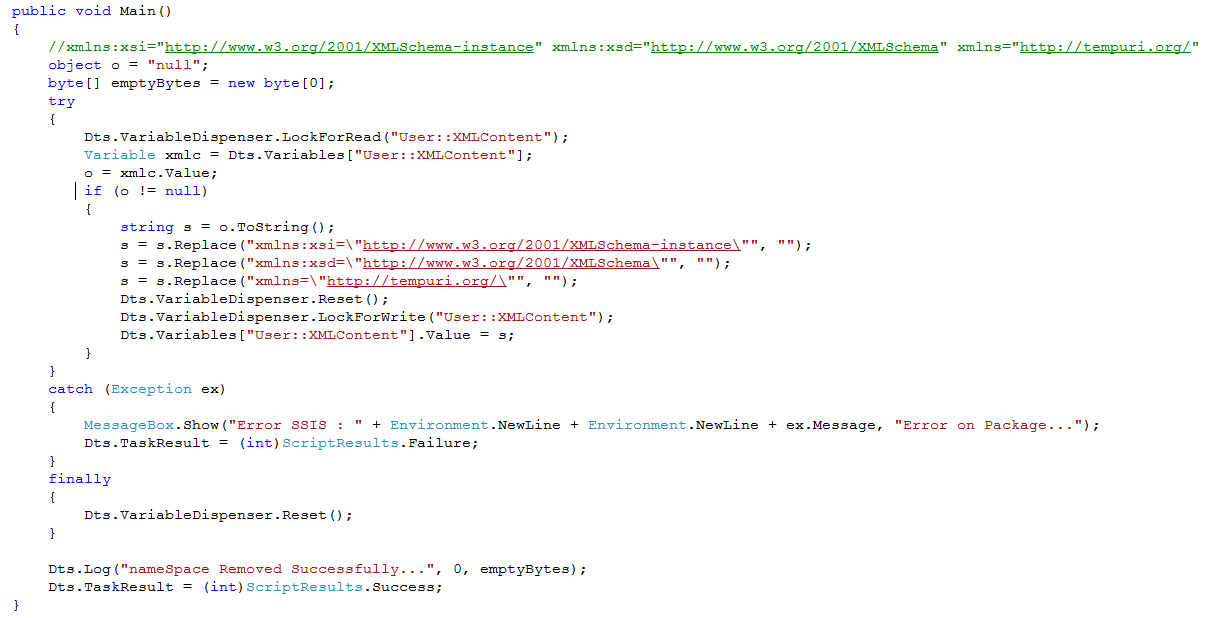 public void Main()
{
//xmlns:xsi="http://www.w3.org/2001/XMLSchema-instance" xmlns:xsd="http://www.w3.org/2001/XMLSchema" xmlns="http://tempuri.org/"
object o = "null";
byte[] emptyBytes = new byte[0];
try
{
Dts.VariableDispenser.LockForRead("User::XMLContent");
Variable xmlc = Dts.Variables["User::XMLContent"];
o = xmlc.Value;
if (o != null)
{
string s = o.ToString();
s = s.Replace("xmlns:xsi=\"http://www.w3.org/2001/XMLSchema-instance\"", "");
s = s.Replace("xmlns:xsd=\"http://www.w3.org/2001/XMLSchema\"", "");
s = s.Replace("xmlns=\"http://tempuri.org/\"", "");
Dts.VariableDispenser.Reset();
Dts.VariableDispenser.LockForWrite("User::XMLContent");
Dts.Variables["User::XMLContent"].Value = s;
}
}
catch (Exception ex)
{
MessageBox.Show("Error SSIS : " + Environment.NewLine + Environment.NewLine + ex.Message, "Error on Package...");
Dts.TaskResult = (int)ScriptResults.Failure;
}
finally
{
Dts.VariableDispenser.Reset();
}
Dts.Log("nameSpace Removed Successfully...", 0, emptyBytes);
Dts.TaskResult = (int)ScriptResults.Success;
}